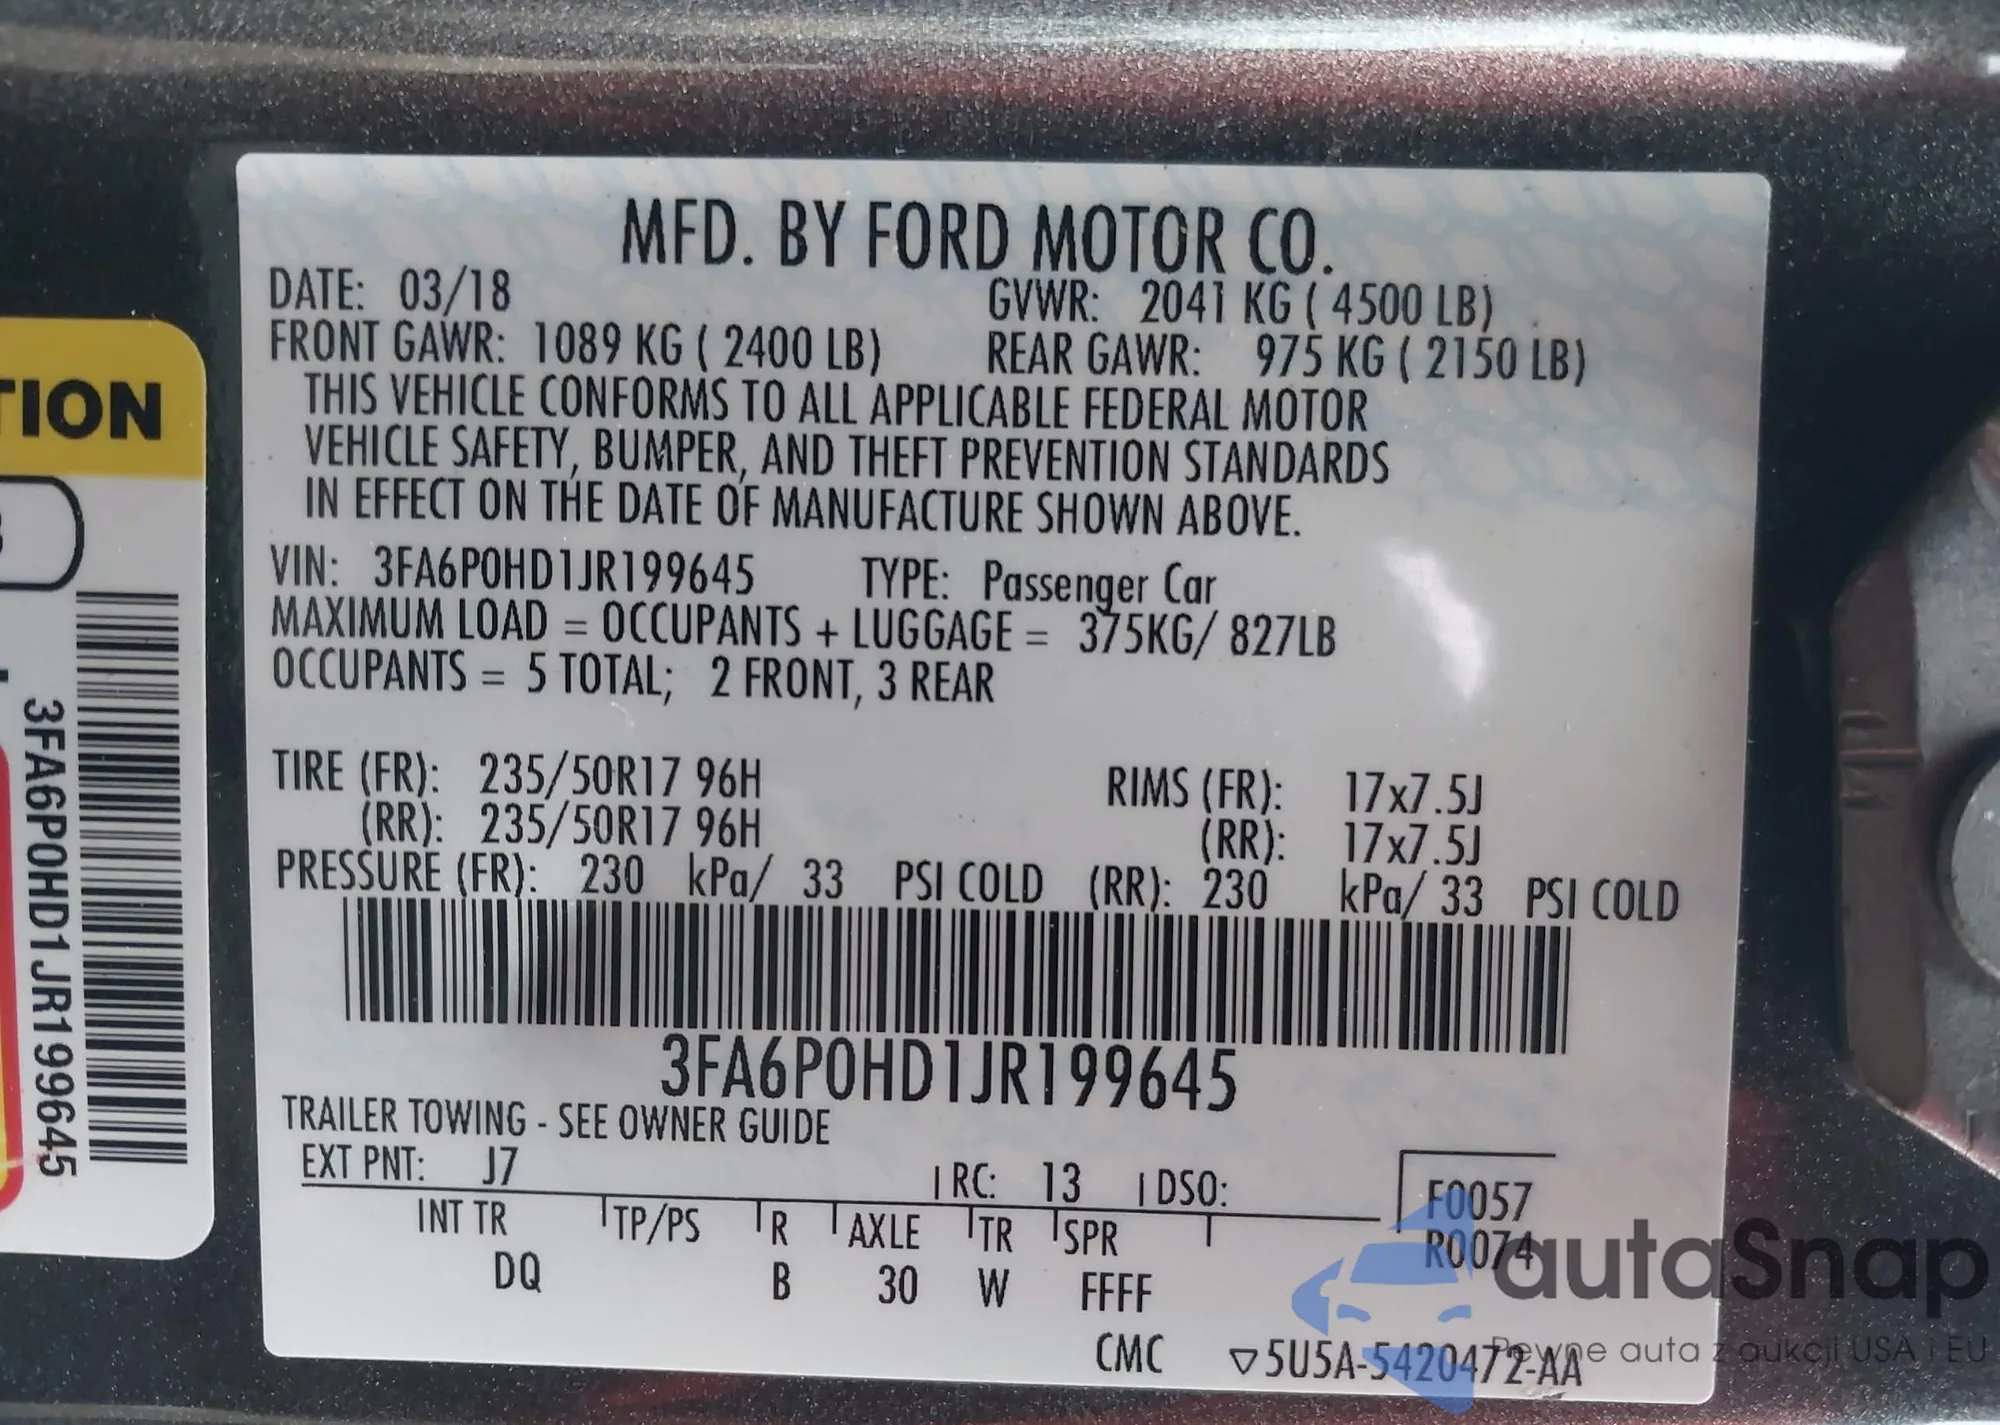 MFD. BY FORD MOTOR CO.
DATE: 03/18 GVWR: 2041 KG ( 4500 LB)
FRONT GAWR: 1089 KG ( 2400 LB) REAR GAWR: 975 KG ( 2150 LB)
THIS VEHICLE CONFORMS TO ALL APPLICABLE FEDERAL MOTOR
VEHICLE SAFETY, BUMPER, AND THEFT PREVENTION STANDARDS
IN EFFECT ON THE DATE OF MANUFACTURE SHOWN ABOVE.
VIN: 3FA6P0HD1JR199645 TYPE: Passenger Car
MAXIMUM LOAD = OCCUPANTS + LUGGAGE = 375KG/ 827LB
OCCUPANTS = 5 TOTAL; 2 FRONT, 3 REAR
TIRE (FR): 235/50R17 96H RIMS (FR): 17x7.5J
(RR): 235/50R17 96H (RR): 17x7.5J
PRESSURE (FR): 230 kPa/ 33 PSI COLD (RR): 230 kPa/ 33 PSI COLD
3FA6P0HD1JR199645
TRAILER TOWING - SEE OWNER GUIDE
EXT PNT: J7 RC: 13 DSO: F0057
INT TR TP/PS R AXLE TR SPR R0074
DQ B 30 W FFFF
CMC ▽5U5A-5420472-AA
TION
3FA6P0HD1JR199645
autoSnap
Pewne auta z aukcji USA i EU